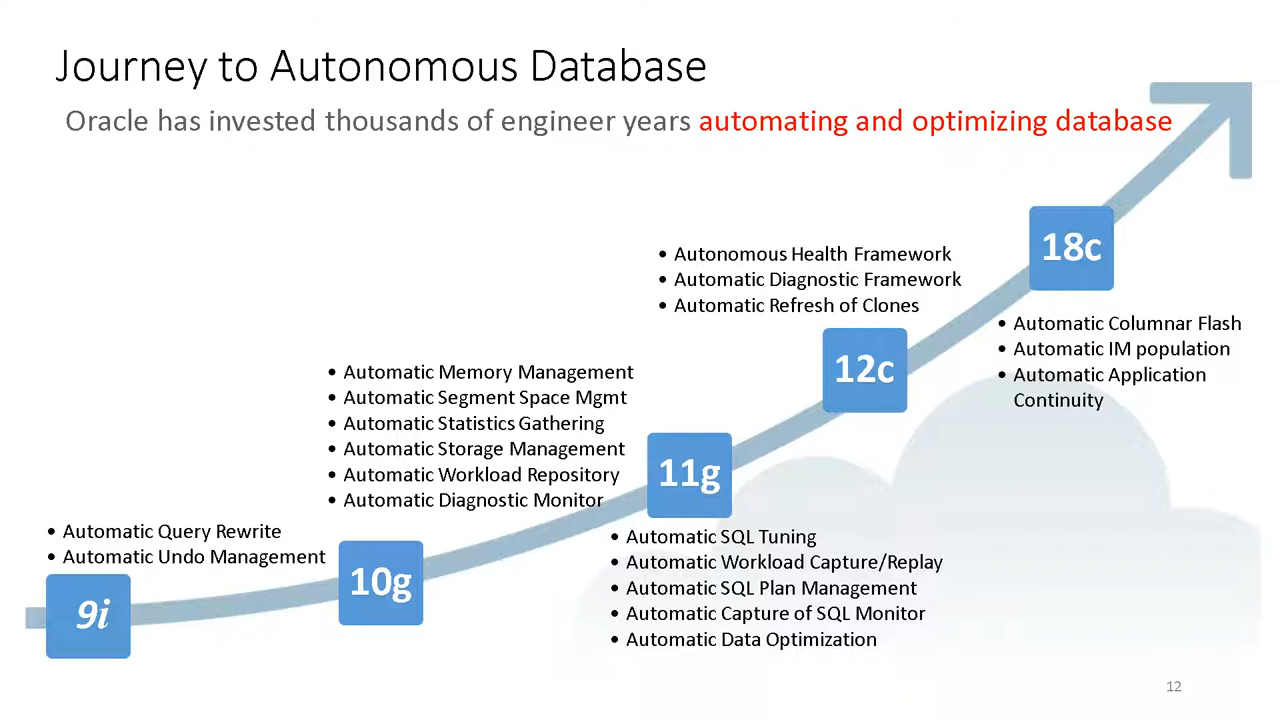 Journey to Autonomous Database
Oracle has invested thousands of engineer years automating and optimizing database
• Automatic Query Rewrite
• Automatic Undo Management
9i
• Automatic Memory Management
• Automatic Segment Space Mgmt
• Automatic Statistics Gathering
• Automatic Storage Management
• Automatic Workload Repository
• Automatic Diagnostic Monitor
10g
11g
• Automatic SQL Tuning
• Automatic Workload Capture/Replay
• Automatic SQL Plan Management
• Automatic Capture of SQL Monitor
• Automatic Data Optimization
• Autonomous Health Framework
• Automatic Diagnostic Framework
• Automatic Refresh of Clones
12c
18c
• Automatic Columnar Flash
• Automatic IM population
• Automatic Application
Continuity
12